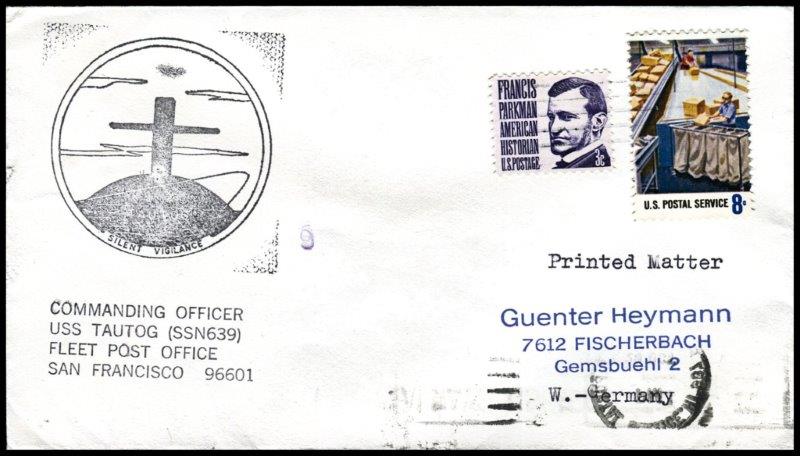 SILENT VIGILANCE
COMMANDING OFFICER
USS TAUTOG (SSN639)
FLEET POST OFFICE
SAN FRANCISCO 96601
FRANCIS
PARKMAN
AMERICAN
HISTORIAN
U.S. POSTAGE
3c
U.S. POSTAL SERVICE 8c
9
Printed Matter
Guenter Heymann
7612 FISCHERBACH
Gemsbuehl 2
W.-Germany